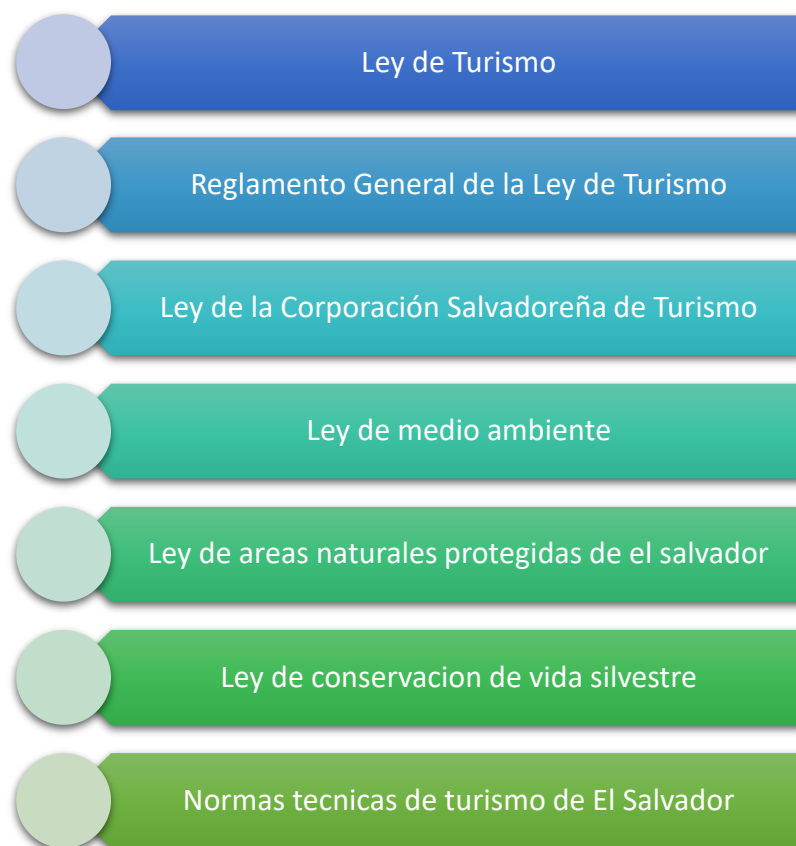 Ley de Turismo
Reglamento General de la Ley de Turismo
Ley de la Corporación Salvadoreña de Turismo
Ley de medio ambiente
Ley de areas naturales protegidas de el salvador
Ley de conservacion de vida silvestre
Normas tecnicas de turismo de El Salvador